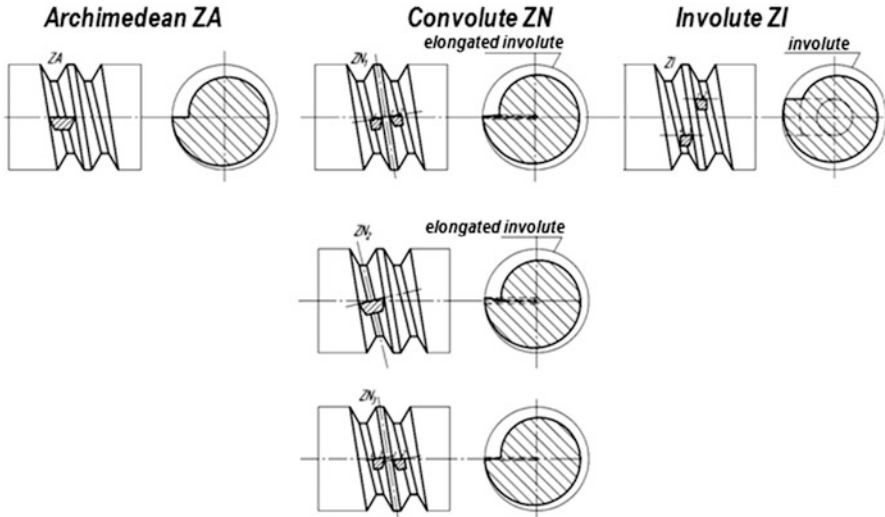 Archimedean ZA
Convolute ZN
Involute ZI
elongated involute
involute
ZA
ZN₁
ZI
elongated involute
ZN₂
ZN₃